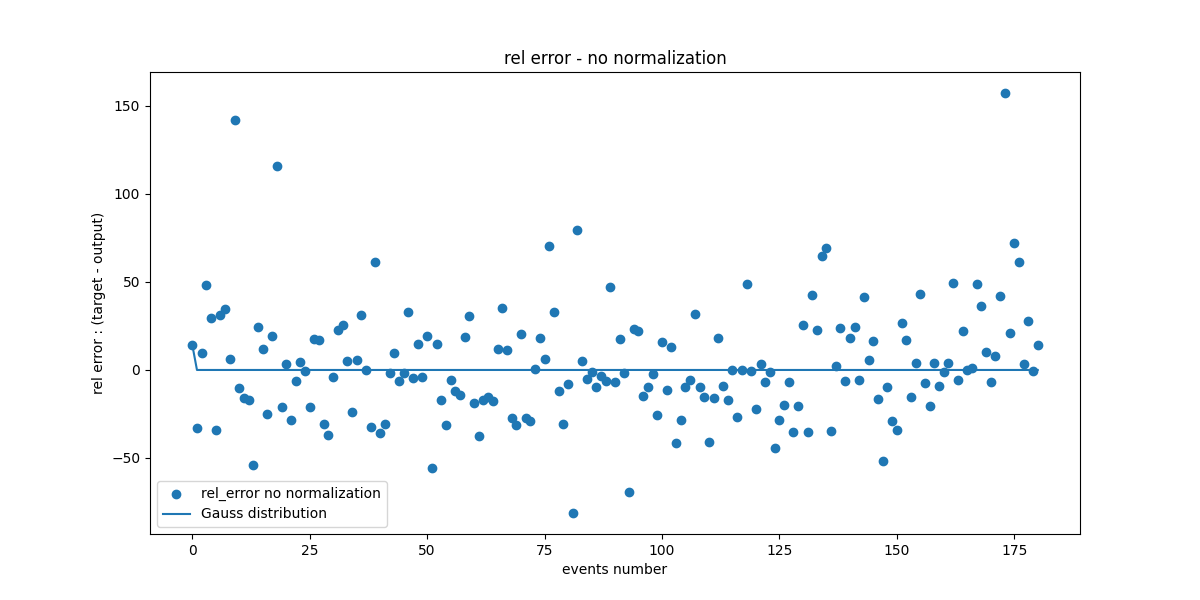 rel error - no normalization
rel error : (target - output)
150
100
50
0
−50
rel_error no normalization
Gauss distribution
0 25 50 75 100 125 150 175
events number